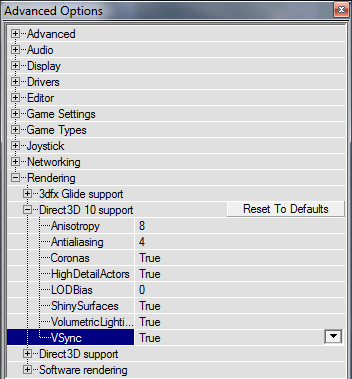 Advanced Options
Advanced
Audio
Display
Drivers
Editor
Game Settings
Game Types
Joystick
Networking
Rendering
3dfx Glide support
Direct3D 10 support Reset To Defaults
Anisotropy 8
Antialiasing 4
Coronas True
HighDetailActors True
LODBias 0
ShinySurfaces True
VolumetricLighti... True
VSync True
Direct3D support
Software rendering